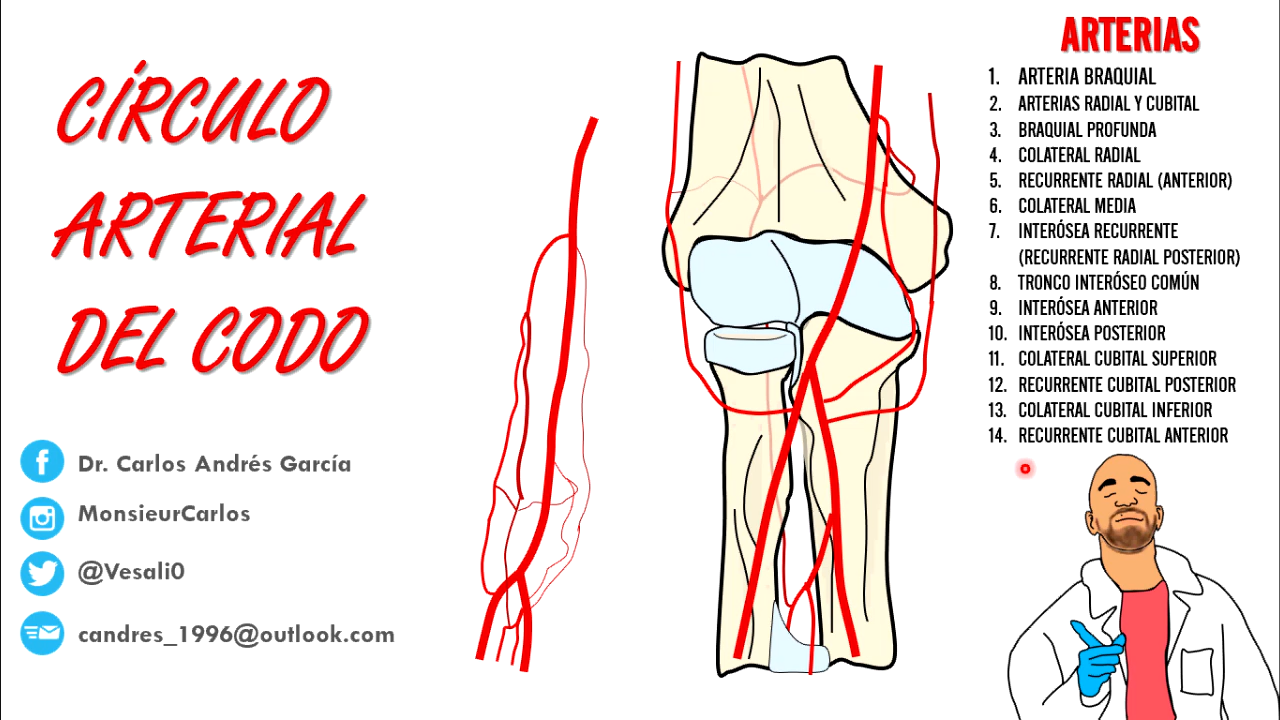 CÍRCULO
ARTERIAL
DEL CODO
Dr. Carlos Andrés García
MonsieurCarlos
@Vesali0
candres_1996@outlook.com
ARTERIAS
1. ARTERIA BRAQUIAL
2. ARTERIAS RADIAL Y CUBITAL
3. BRAQUIAL PROFUNDA
4. COLATERAL RADIAL
5. RECURRENTE RADIAL (ANTERIOR)
6. COLATERAL MEDIA
7. INTERÓSEA RECURRENTE
(RECURRENTE RADIAL POSTERIOR)
8. TRONCO INTERÓSEO COMÚN
9. INTERÓSEA ANTERIOR
10. INTERÓSEA POSTERIOR
11. COLATERAL CUBITAL SUPERIOR
12. RECURRENTE CUBITAL POSTERIOR
13. COLATERAL CUBITAL INFERIOR
14. RECURRENTE CUBITAL ANTERIOR